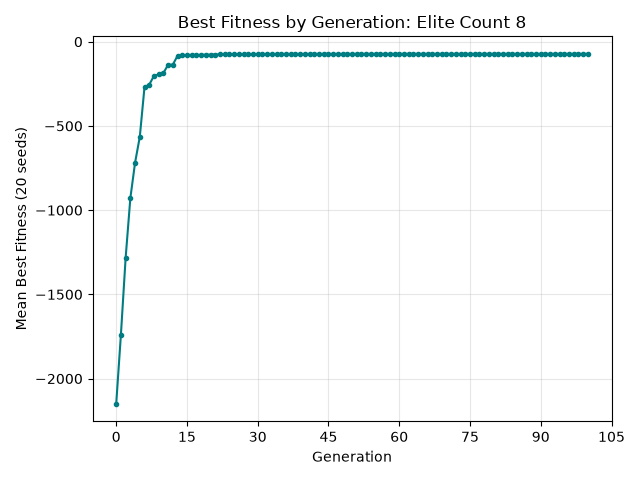 Best Fitness by Generation: Elite Count 8
Mean Best Fitness (20 seeds)
0
−500
−1000
−1500
−2000
0 15 30 45 60 75 90 105
Generation